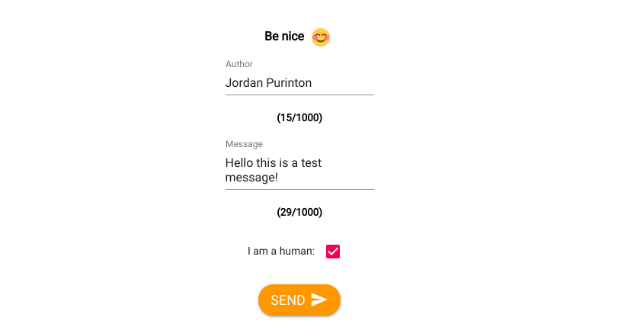 Be nice 😊
Author
Jordan Purinton
(15/1000)
Message
Hello this is a test
message!
(29/1000)
I am a human:
SEND